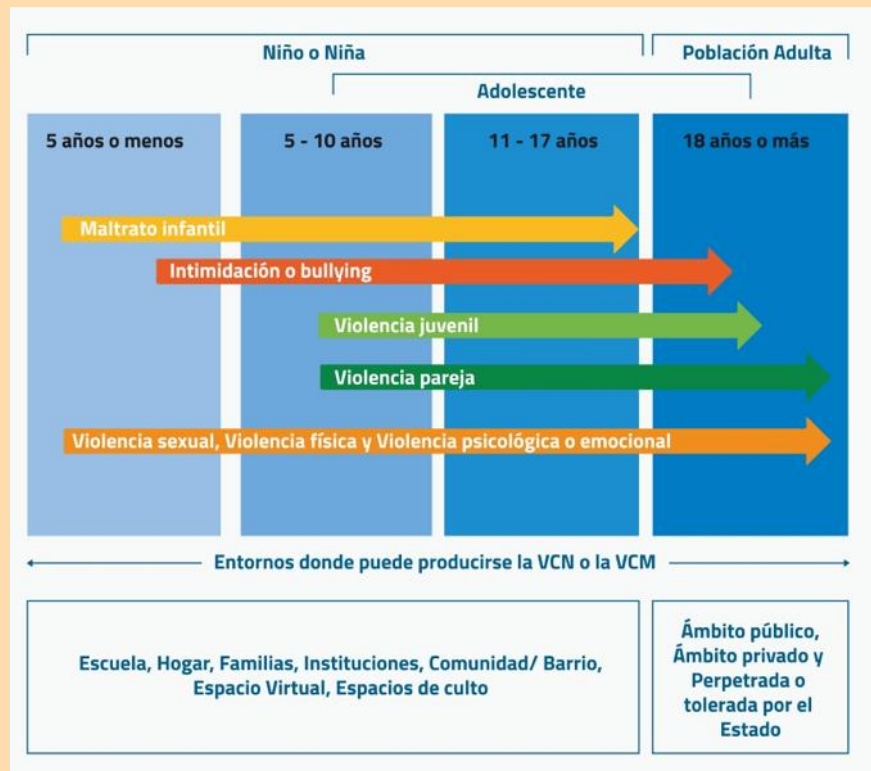 Niño o Niña
Población Adulta
Adolescente
5 años o menos
5 - 10 años
11 - 17 años
18 años o más
Maltrato infantil
Intimidación o bullying
Violencia juvenil
Violencia pareja
Violencia sexual, Violencia física y Violencia psicológica o emocional
Entornos donde puede producirse la VCN o la VCM
Escuela, Hogar, Familias, Instituciones, Comunidad/ Barrio,
Espacio Virtual, Espacios de culto
Ámbito público,
Ámbito privado y
Perpetrada o
tolerada por el
Estado